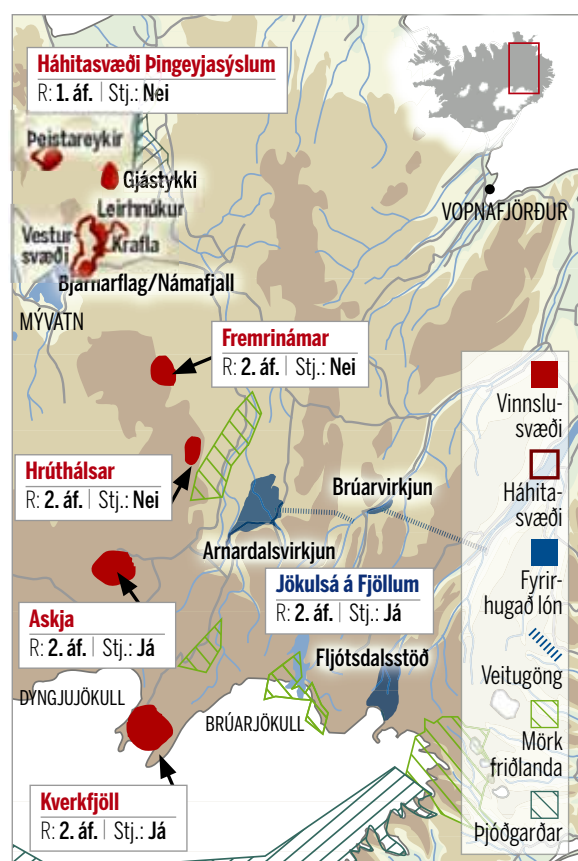 Háhitasvæði Þingeyjasýslum
R: 1. áf. | Stj.: Nei
Þeistareykir
Gjástykki
Leirhnúkur
Vestur
svæði
Krafla
Bjarnarflag/Námafjall
MÝVATN
VOPNAFJÖRÐUR
Fremrinámar
R: 2. áf. | Stj.: Nei
Hrúthálsar
R: 2. áf. | Stj.: Nei
Brúarvirkjun
Arnardalsvirkjun
Jökulsá á Fjöllum
R: 2. áf. | Stj.: Já
Askja
R: 2. áf. | Stj.: Já
Fljótsdalsstöð
DYNGJUJÖKULL
BRÚARJÖKULL
Kverkfjöll
R: 2. áf. | Stj.: Já
Vinnslu-
svæði
Háhita-
svæði
Fyrir-
hugað lón
Veitugöng
Mörk
friðlanda
Þjóðgarðar